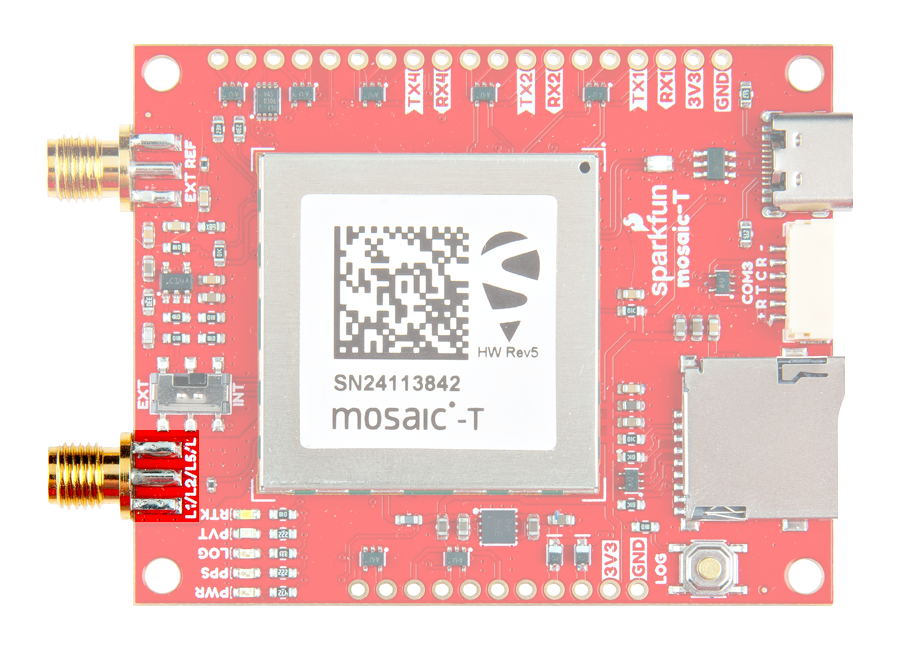 TX4
RX4
TX2
RX2
TX1
RX1
3V3
GND
EXT REF
sparkfun
mosaic-T
COM3
+ R T C R -
HW Rev5
SN24113842
mosaic-T
EXT
INT
L1/L2/L5/L
RTK
PVT
LOG
PPS
PWR
3V3
GND
LOG